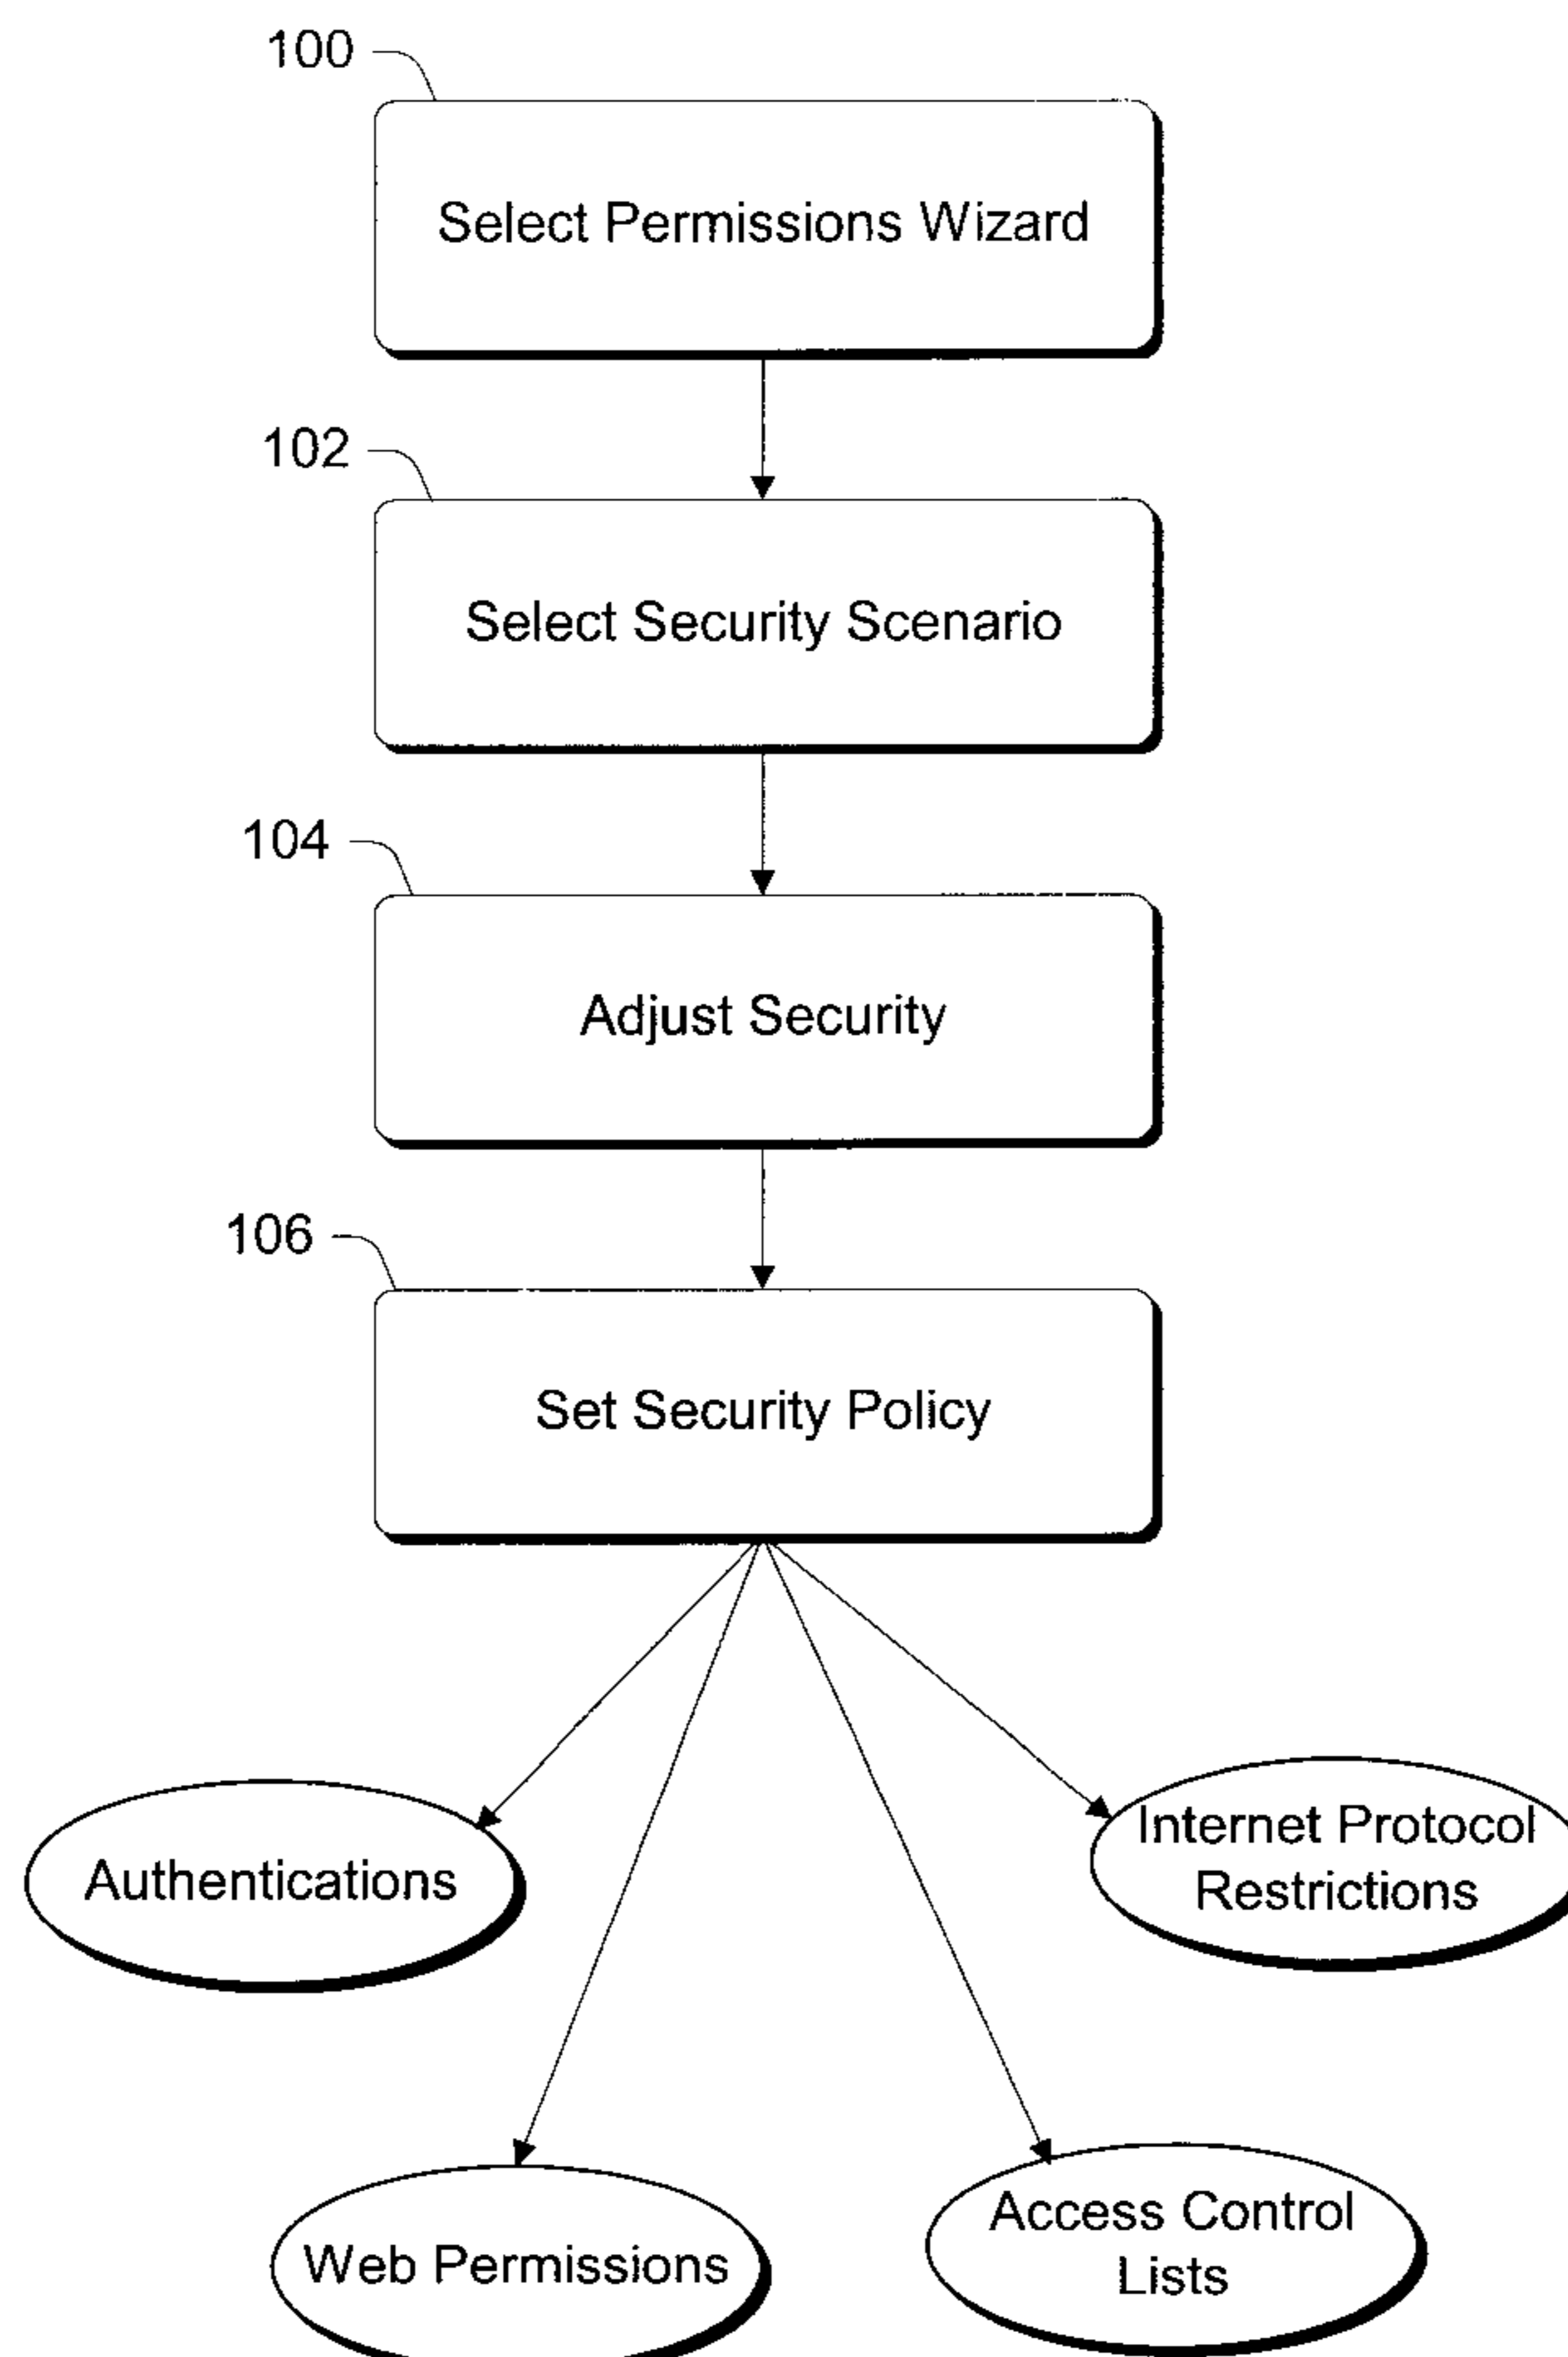 100
Select Permissions Wizard
102
Select Security Scenario
104
Adjust Security
106
Set Security Policy
Internet Protocol
Restrictions
Authentications
Access Control
Lists
Web Permissions